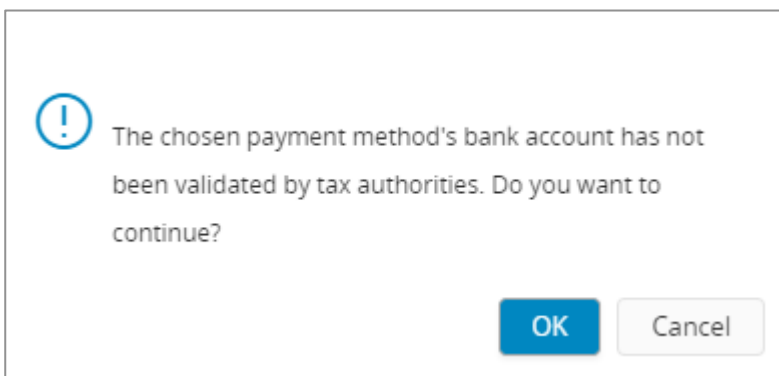 The chosen payment method's bank account has not
been validated by tax authorities. Do you want to
continue?
OK Cancel